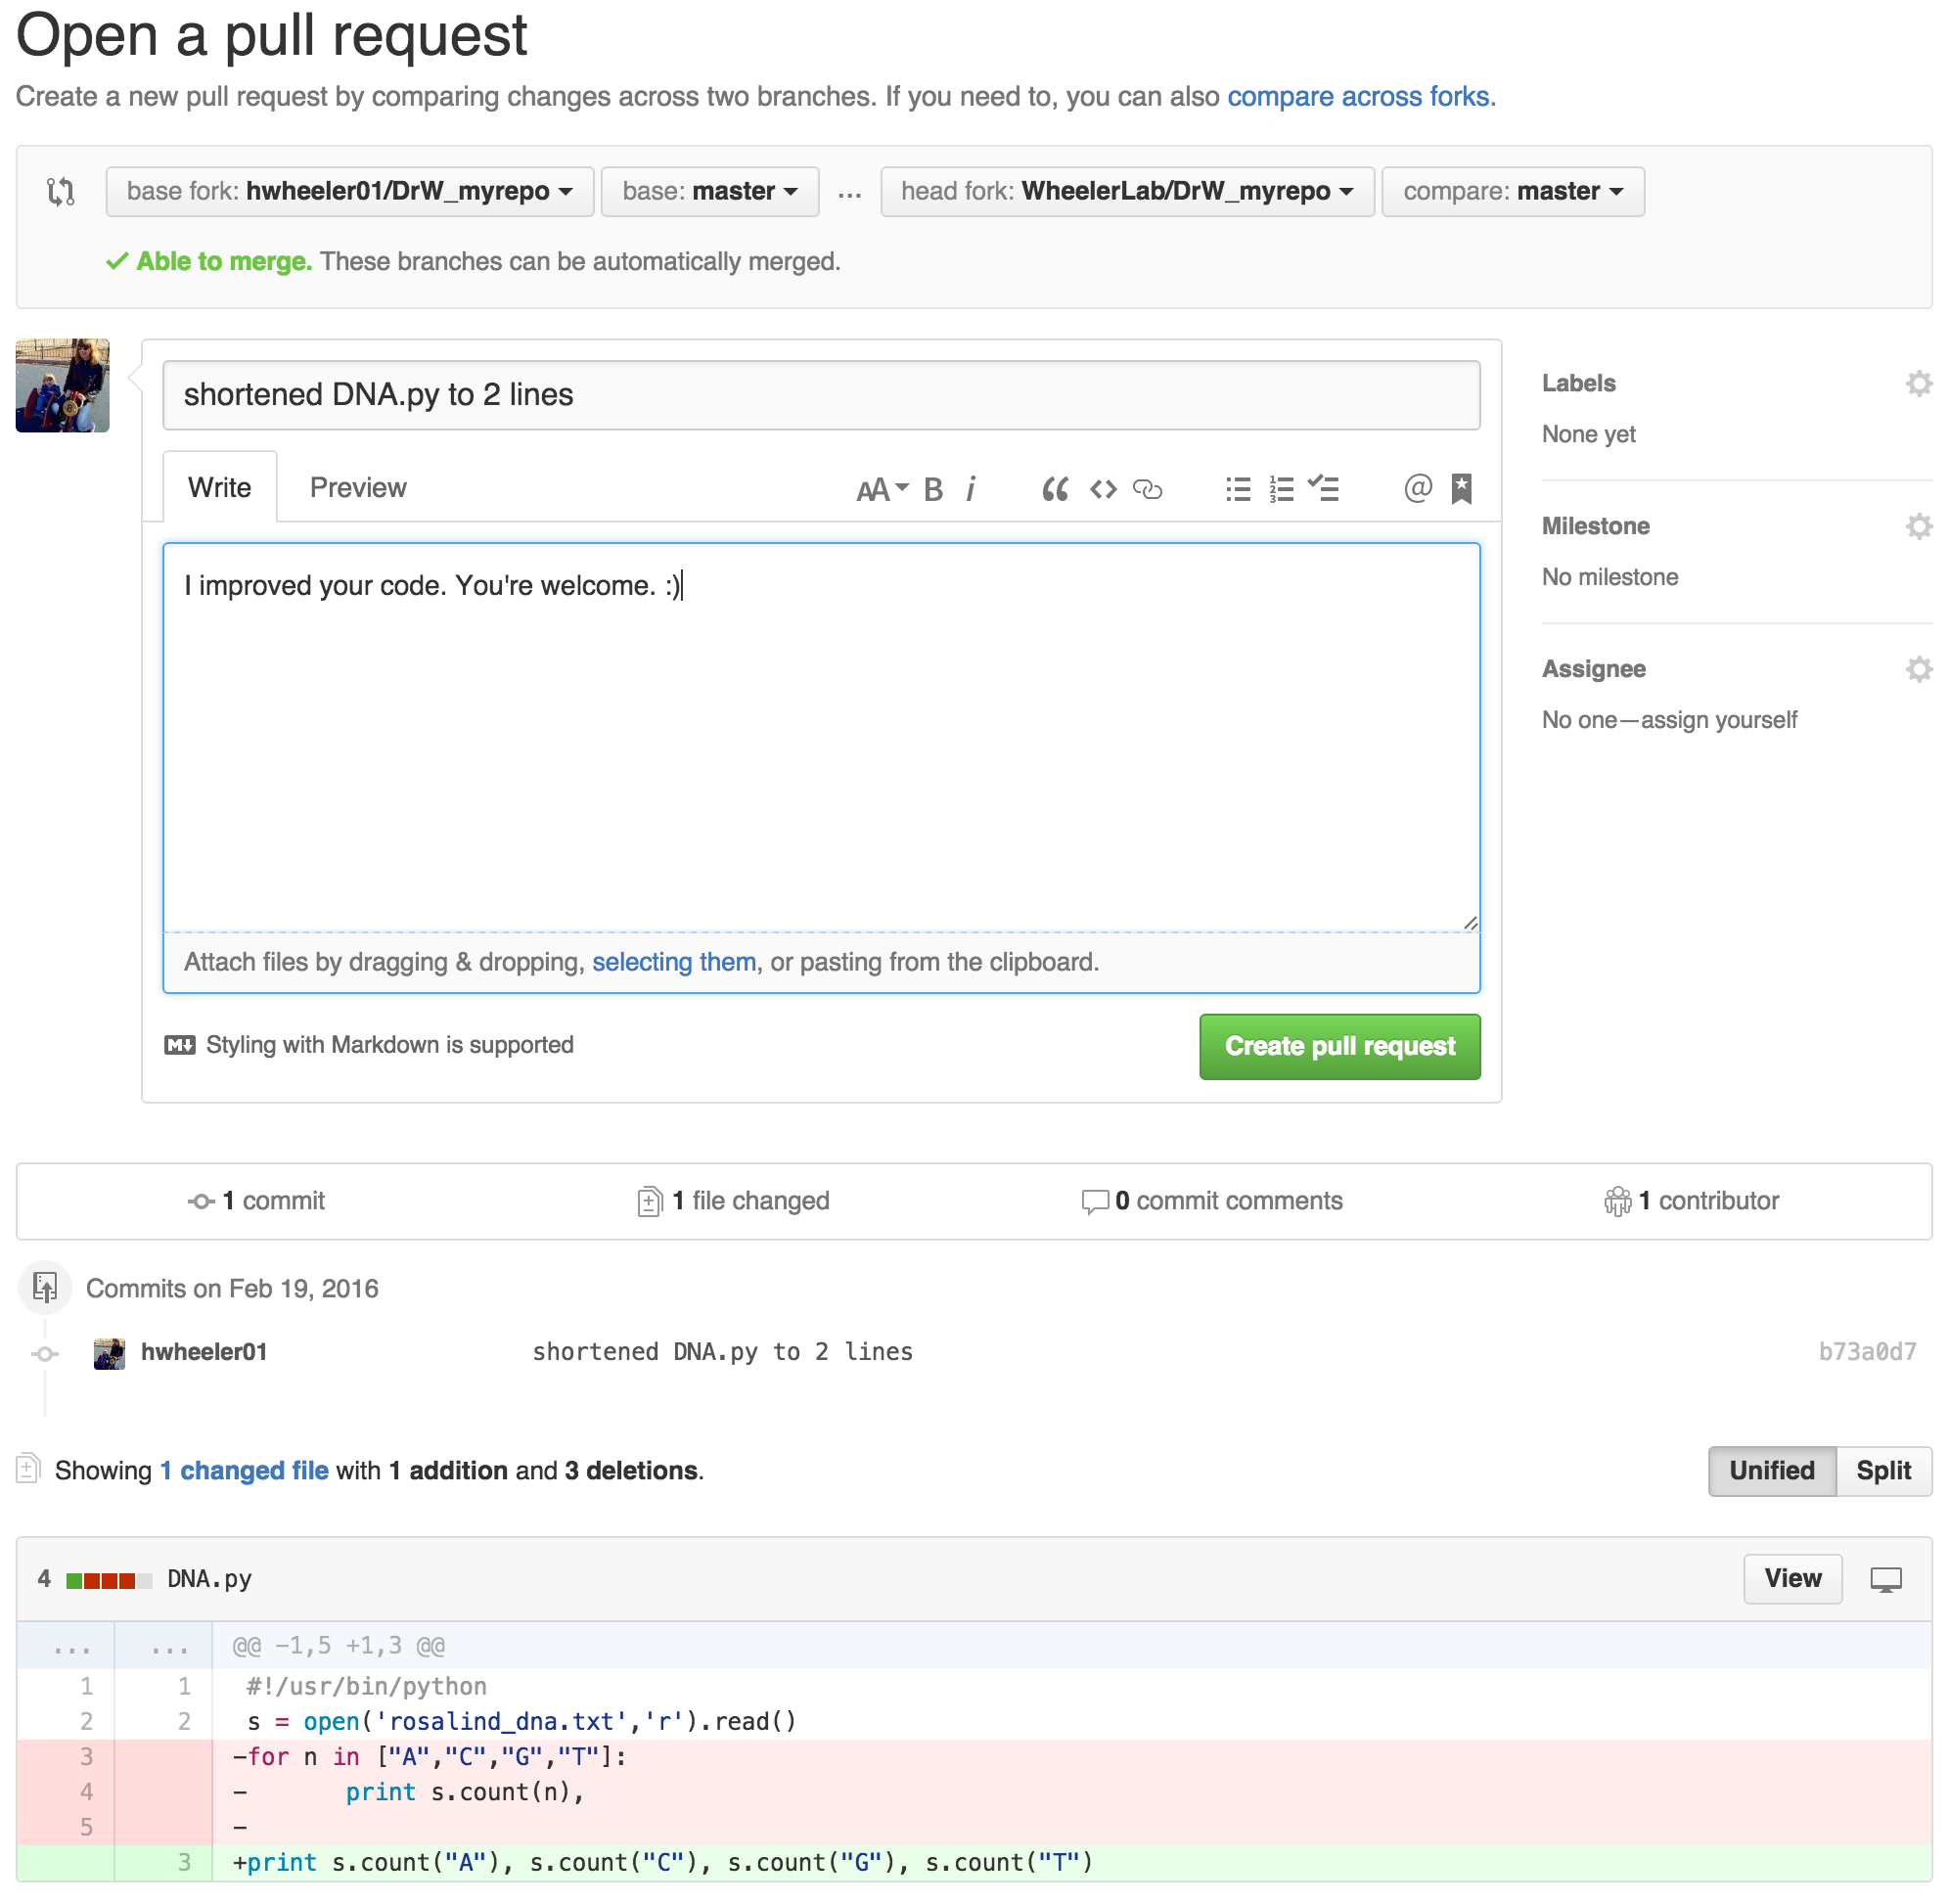 Open a pull request
Create a new pull request by comparing changes across two branches. If you need to, you can also compare across forks.
base fork: hwheeler01/DrW_myrepo base: master ... head fork: WheelerLab/DrW_myrepo compare: master
Able to merge. These branches can be automatically merged.
shortened DNA.py to 2 lines
Write Preview AA B i
I improved your code. You're welcome. :)
Attach files by dragging & dropping, selecting them, or pasting from the clipboard.
Styling with Markdown is supported
Create pull request
Labels
None yet
Milestone
No milestone
Assignee
No one—assign yourself
1 commit 1 file changed 0 commit comments 1 contributor
Commits on Feb 19, 2016
hwheeler01 shortened DNA.py to 2 lines b73a0d7
Showing 1 changed file with 1 addition and 3 deletions. Unified Split
4 DNA.py View
... ... @@ -1,5 +1,3 @@
1 1 #!/usr/bin/python
2 2 s = open('rosalind_dna.txt','r').read()
3 -for n in ["A","C","G","T"]:
4 - print s.count(n),
5 -
3 +print s.count("A"), s.count("C"), s.count("G"), s.count("T")